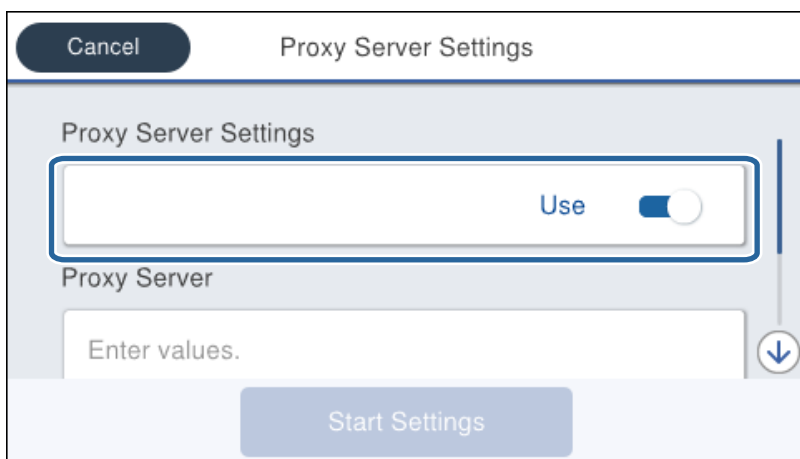 Cancel
Proxy Server Settings
Proxy Server Settings
Use
Proxy Server
Enter values.
Start Settings